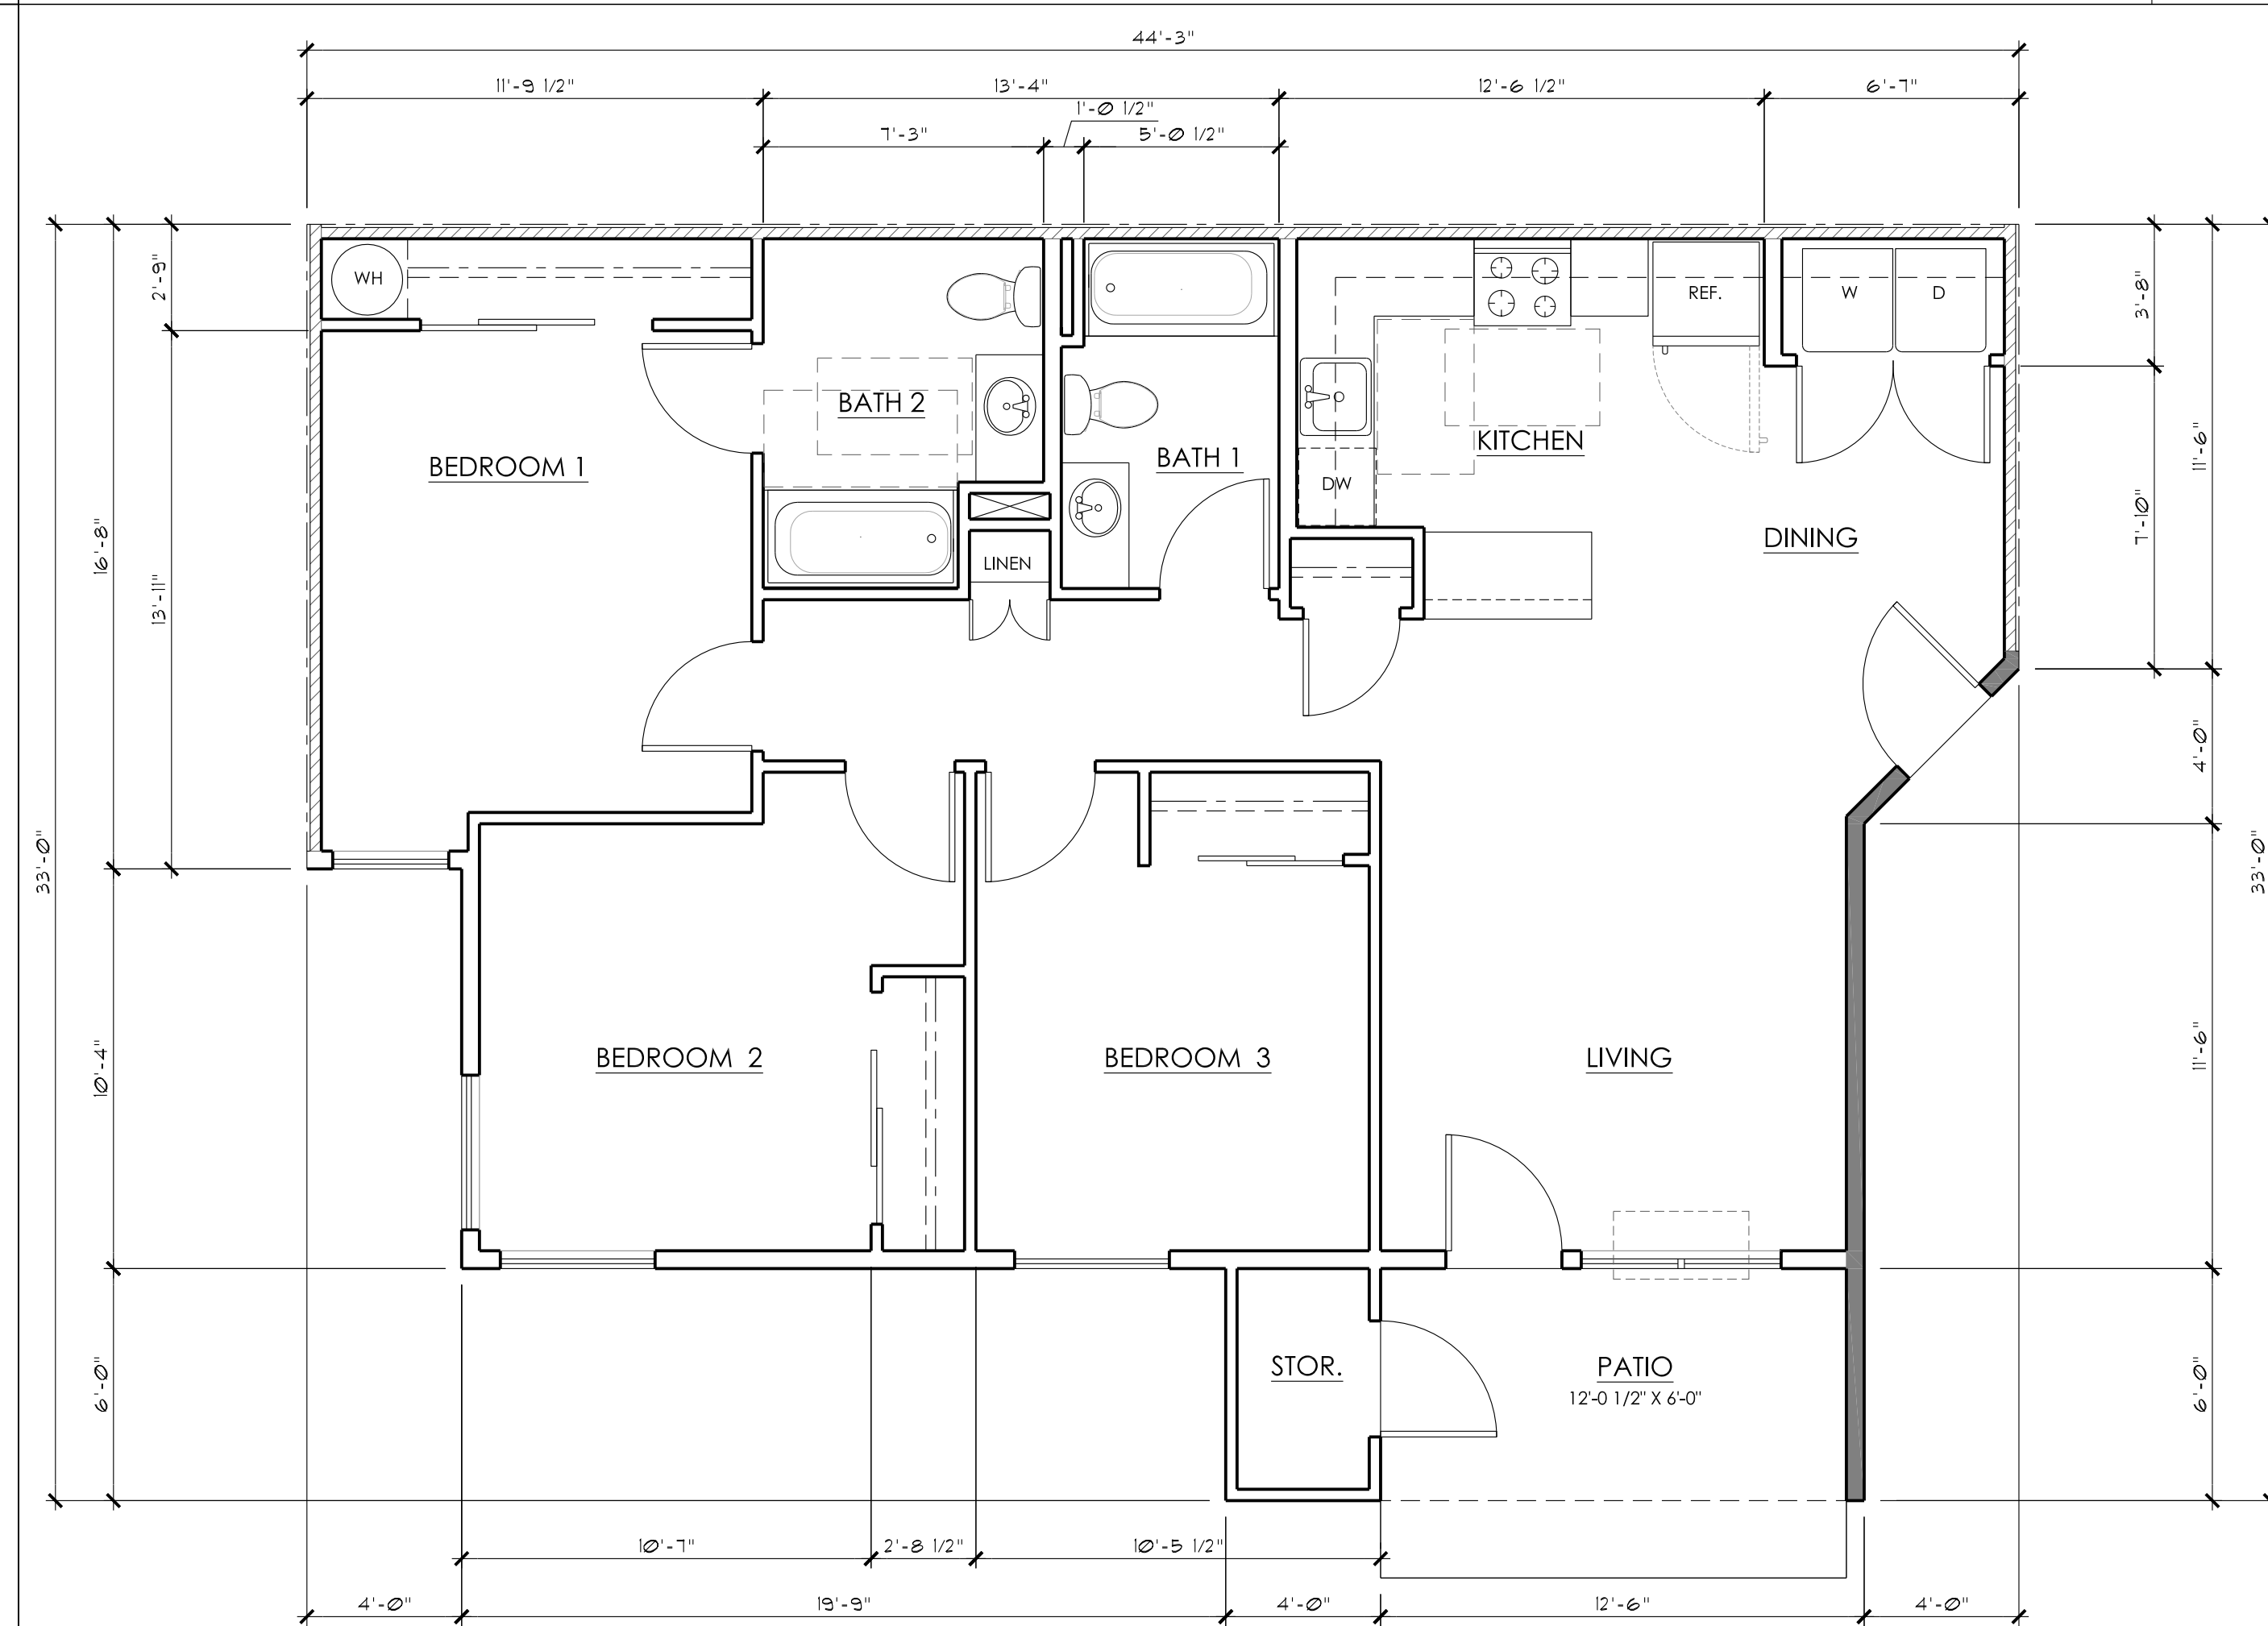 44'-3"
11'-9 1/2"
13'-4"
12'-6 1/2"
6'-7"
1'-0 1/2"
7'-3"
5'-0 1/2"
2'-9"
WH
REF.
W
D
3'-8"
BATH 2
BATH 1
KITCHEN
11'-6"
BEDROOM 1
DW
16'-8"
7'-10"
DINING
LINEN
13'-11"
4'-0"
33'-0"
33'-0"
10'-4"
BEDROOM 2
BEDROOM 3
LIVING
11'-6"
6'-0"
STOR.
PATIO
12'-0 1/2" X 6'-0"
6'-0"
10'-7"
2'-8 1/2"
10'-5 1/2"
4'-0"
19'-9"
4'-0"
12'-6"
4'-0"